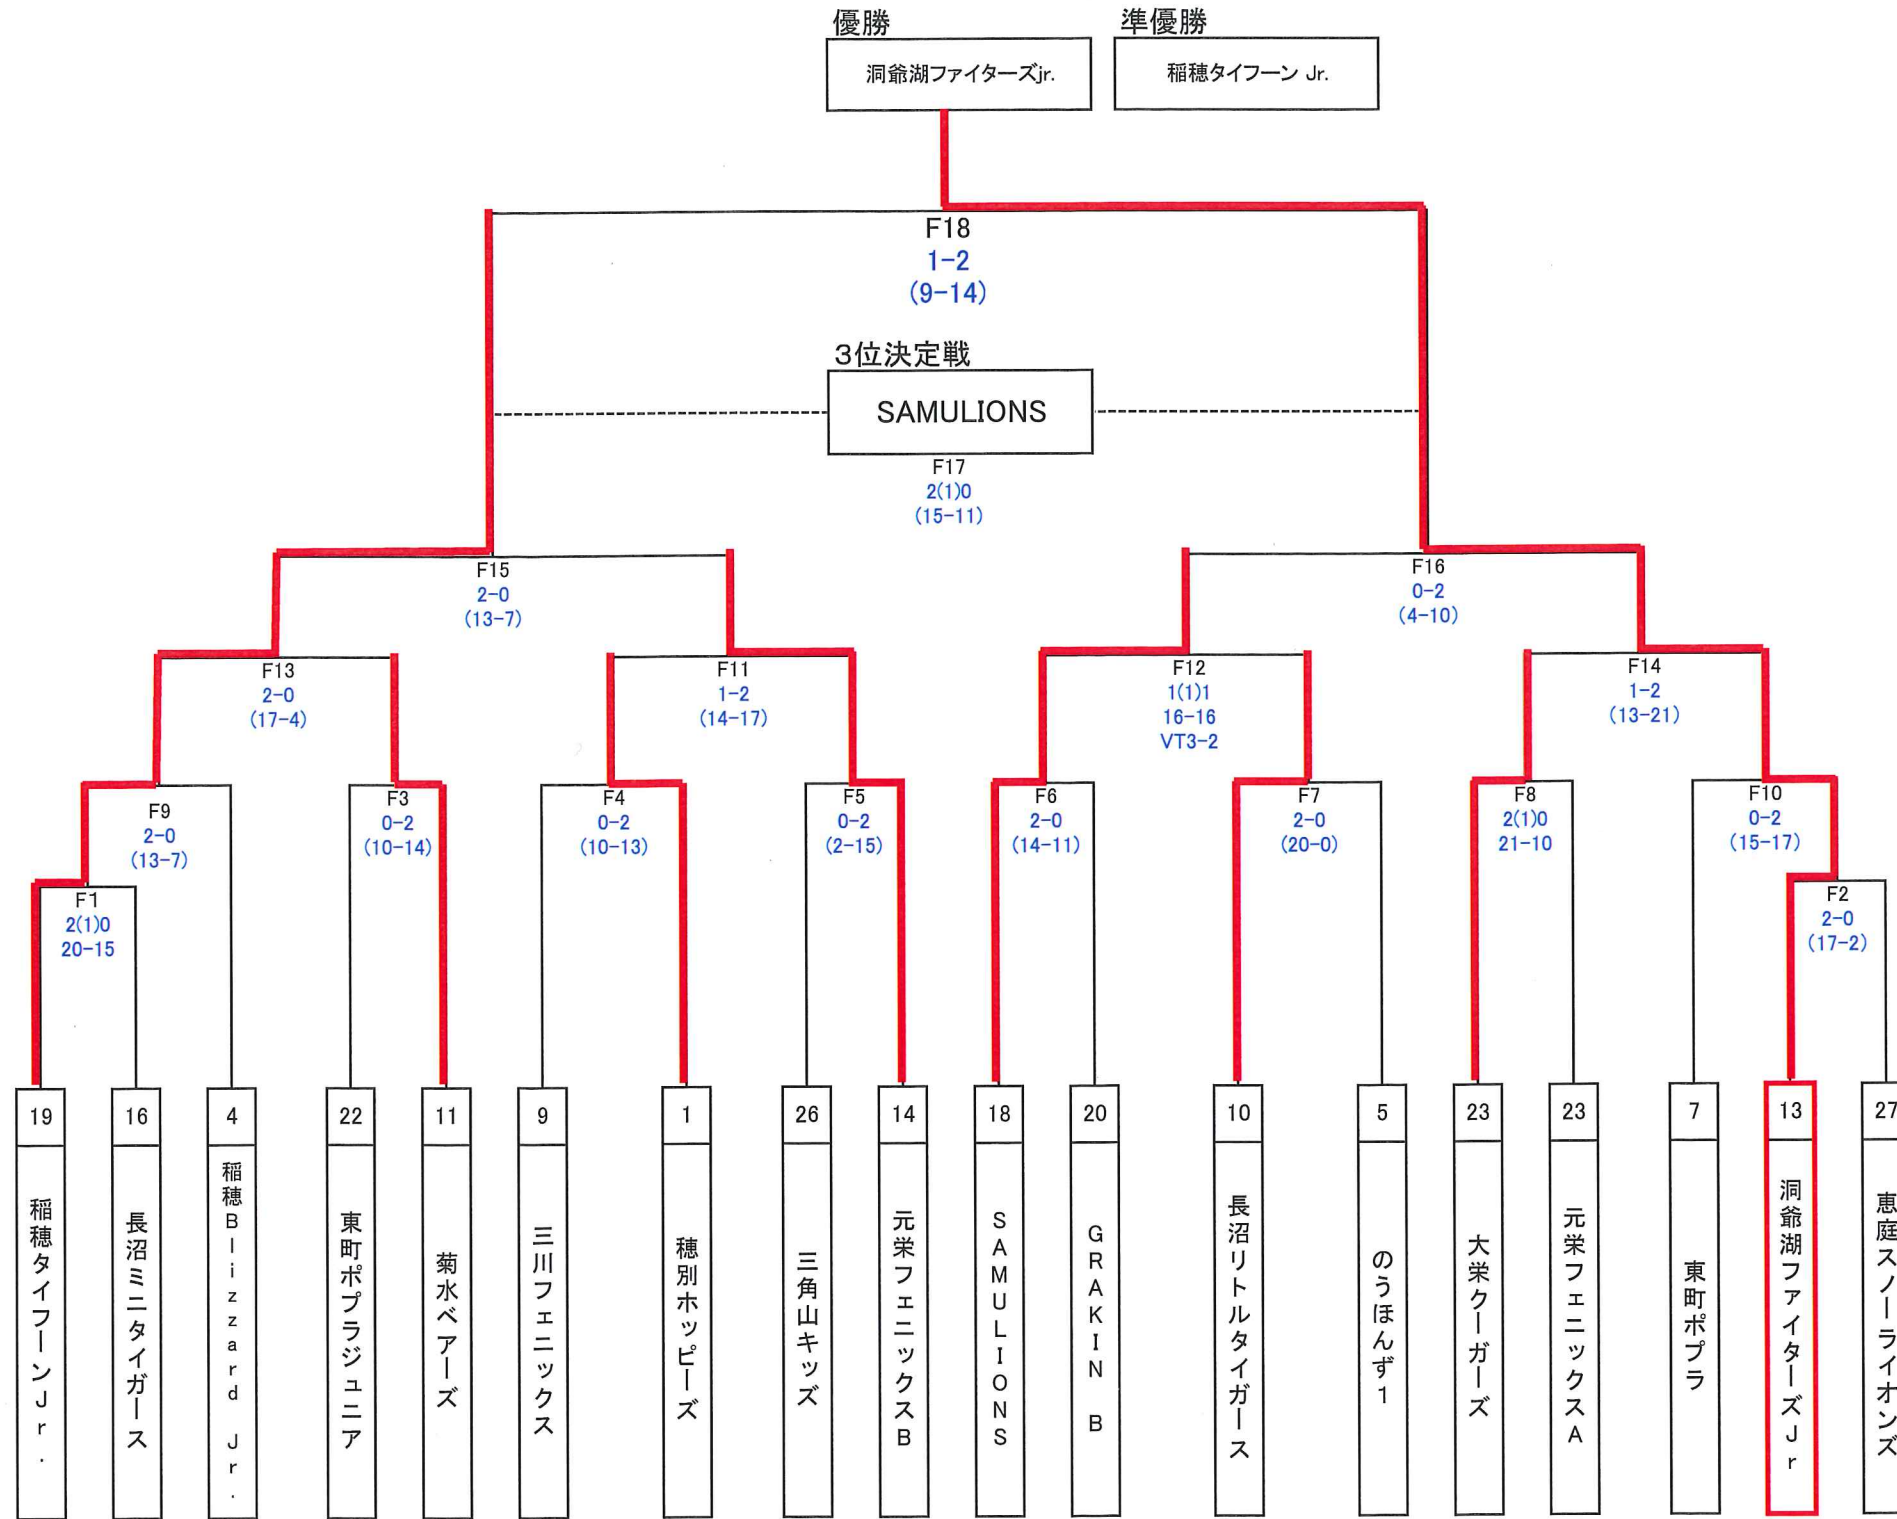 優勝
準優勝
洞爺湖ファイターズjr.
稲穂タイフーン Jr.
F18
1-2
(9-14)
3位決定戦
SAMULIONS
F17
2(1)0
(15-11)
F15
2-0
(13-7)
F16
0-2
(4-10)
F13
2-0
(17-4)
F11
1-2
(14-17)
F12
1(1)1
16-16
VT3-2
F14
1-2
(13-21)
F9
2-0
(13-7)
F3
0-2
(10-14)
F4
0-2
(10-13)
F5
0-2
(2-15)
F6
2-0
(14-11)
F7
2-0
(20-0)
F8
2(1)0
21-10
F10
0-2
(15-17)
F1
2(1)0
20-15
F2
2-0
(17-2)
19
稲穂タイフーンJr.
16
長沼ミニタイガース
4
稲穂Blizzard Jr.
22
東町ポプラジュニア
11
菊水ベアーズ
9
三川フェニックス
1
穂別ホッピーズ
26
三角山キッズ
14
元栄フェニックスB
18
SAMULIONS
20
GRAKIN B
10
長沼リトルタイガース
5
のうほんず1
23
大栄クーガーズ
23
元栄フェニックスA
7
東町ポプラ
13
洞爺湖ファイターズJr
27
恵庭スノーライオンズ